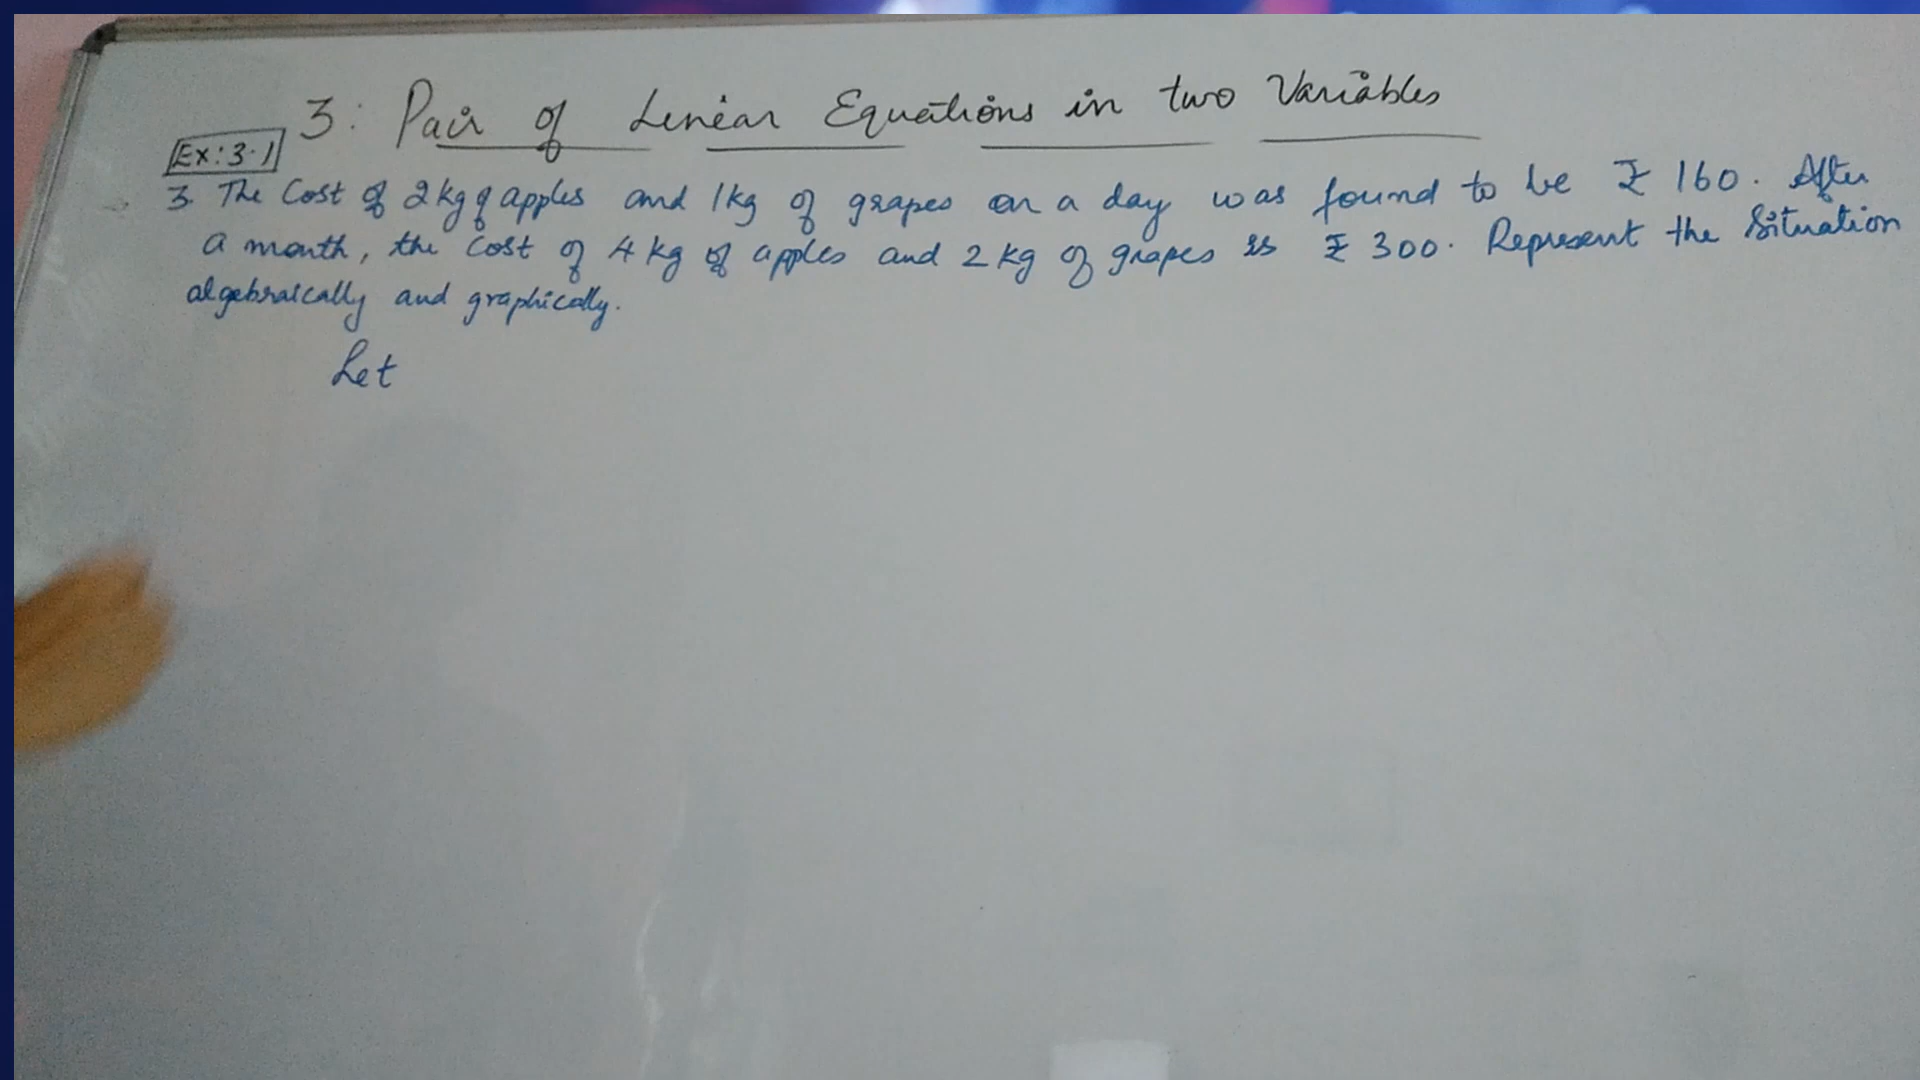 3: Pair of Linear Equations in two Variables
Ex: 3.1
3. The Cost of 2kg of apples and 1kg of grapes on a day was found to be ₹ 160. After
a month, the cost of 4 kg of apples and 2 kg of grapes is ₹ 300. Represent the Situation
algebraically and graphically.
Let